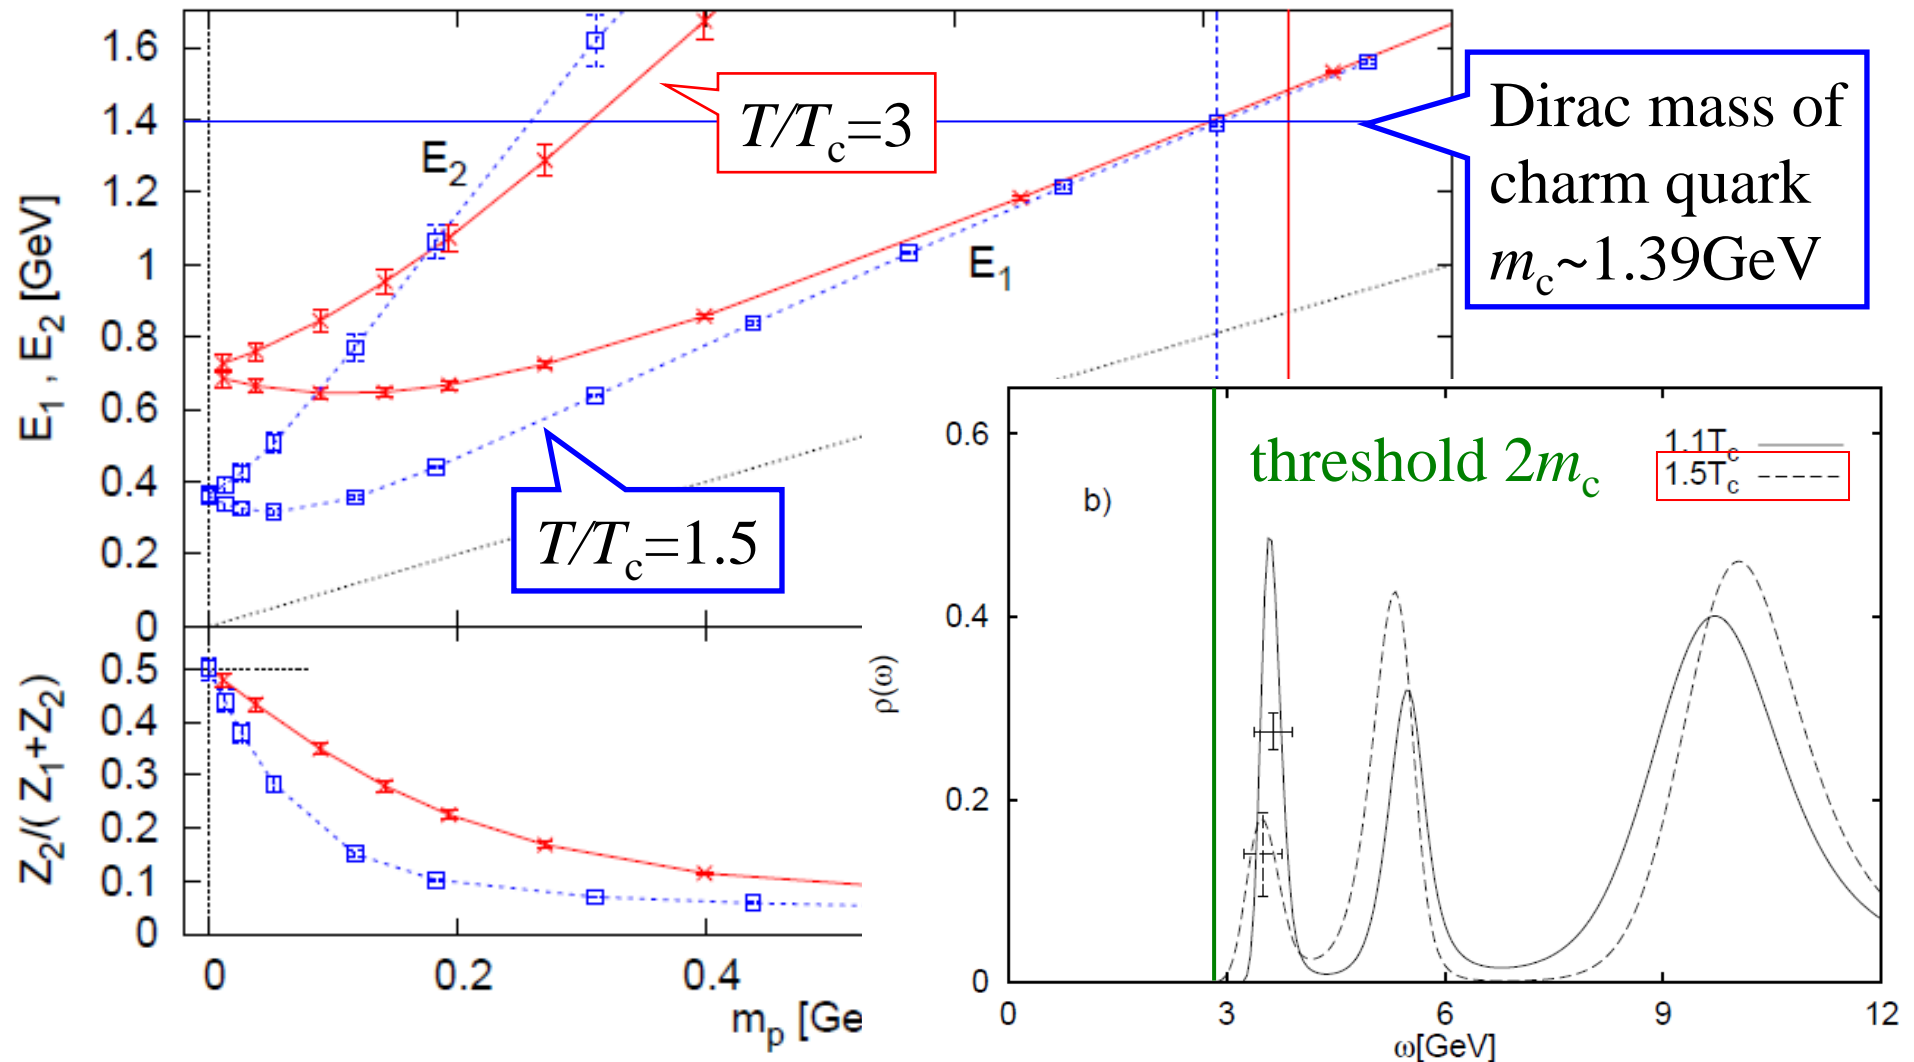 1.6
1.4
1.2
1
0.8
0.6
0.4
0.2
0
E₁ , E₂ [GeV]
E₂
T/Tc=3
E₁
Dirac mass of
charm quark
mc~1.39GeV
T/Tc=1.5
0.5
0.4
0.3
0.2
0.1
0
Z₂/( Z₁+Z₂)
0
0.2
0.4
mp [Ge
threshold 2mc
1.1Tc
1.5Tc
b)
0.6
0.4
0.2
0
ρ(ω)
0
3
6
9
12
ω[GeV]